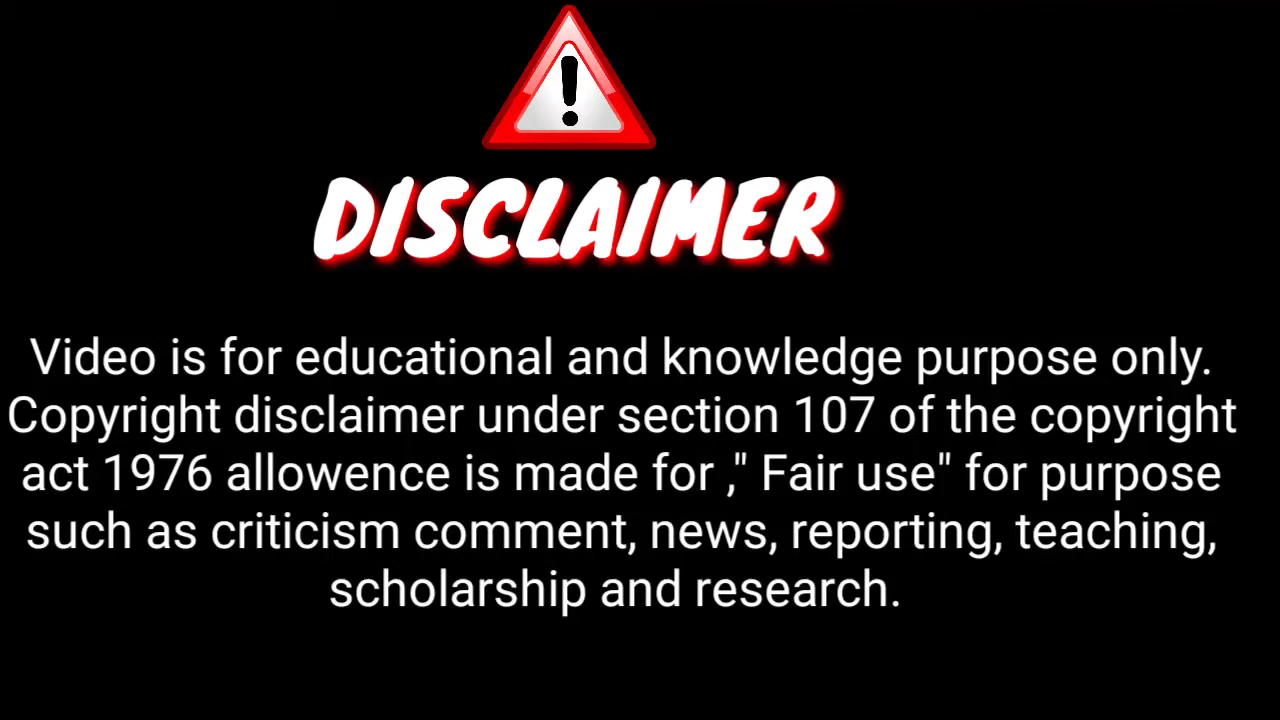 DISCLAIMER
Video is for educational and knowledge purpose only.
Copyright disclaimer under section 107 of the copyright
act 1976 allowence is made for ," Fair use" for purpose
such as criticism comment, news, reporting, teaching,
scholarship and research.